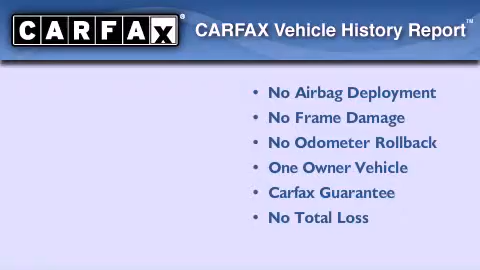 CARFAX® CARFAX Vehicle History Report™
• No Airbag Deployment
• No Frame Damage
• No Odometer Rollback
• One Owner Vehicle
• Carfax Guarantee
• No Total Loss